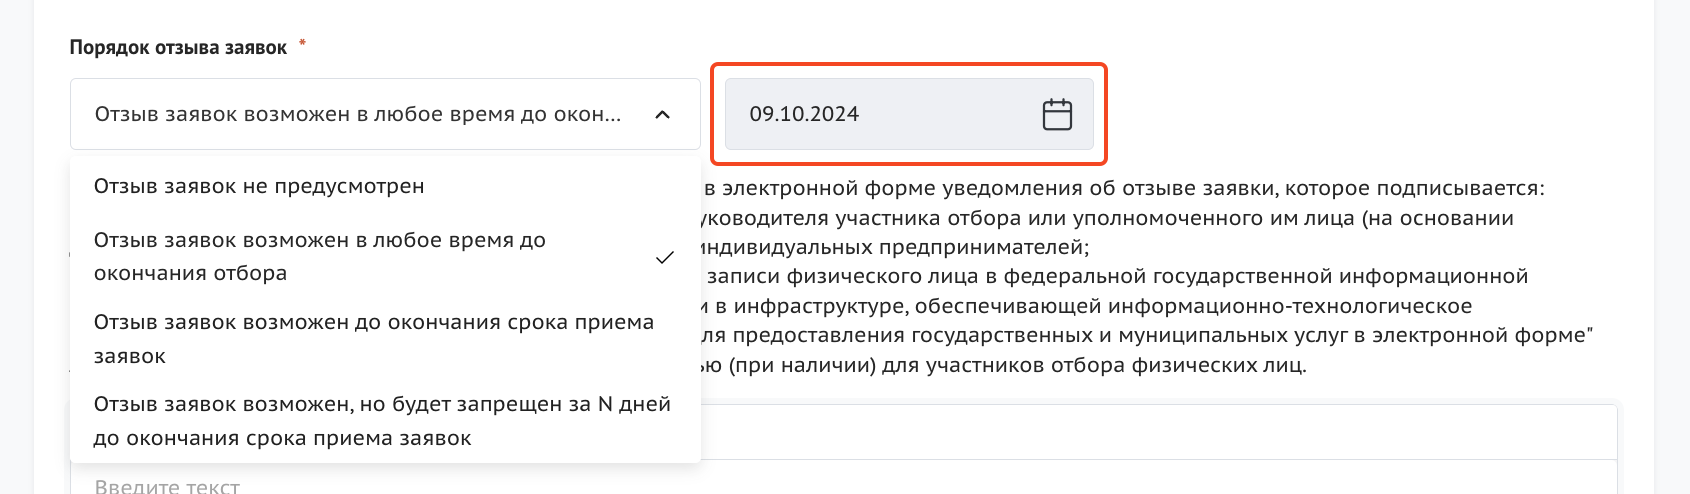 Порядок отзыва заявок *
Отзыв заявок возможен в любое время до окон...
09.10.2024
Отзыв заявок не предусмотрен
Отзыв заявок возможен в любое время до
окончания отбора
Отзыв заявок возможен до окончания срока приема
заявок
Отзыв заявок возможен, но будет запрещен за N дней
до окончания срока приема заявок
в электронной форме уведомления об отзыве заявки, которое подписывается:
уководителя участника отбора или уполномоченного им лица (на основании
индивидуальных предпринимателей;
записи физического лица в федеральной государственной информационной
и в инфраструктуре, обеспечивающей информационно-технологическое
ля предоставления государственных и муниципальных услуг в электронной форме"
ью (при наличии) для участников отбора физических лиц.
Введите текст